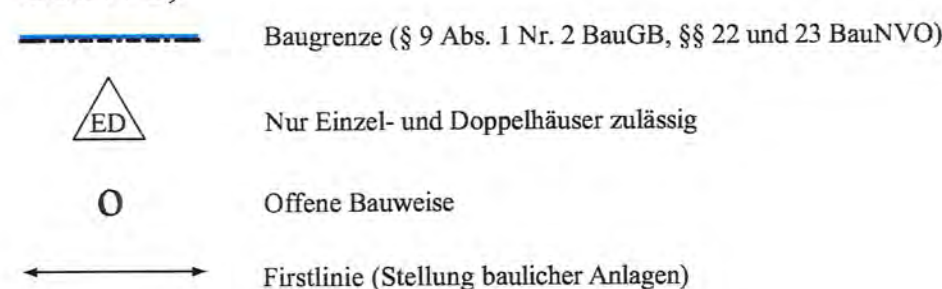 Baugrenze (§ 9 Abs. 1 Nr. 2 BauGB, §§ 22 und 23 BauNVO)
ED Nur Einzel- und Doppelhäuser zulässig
O Offene Bauweise
Firstlinie (Stellung baulicher Anlagen)